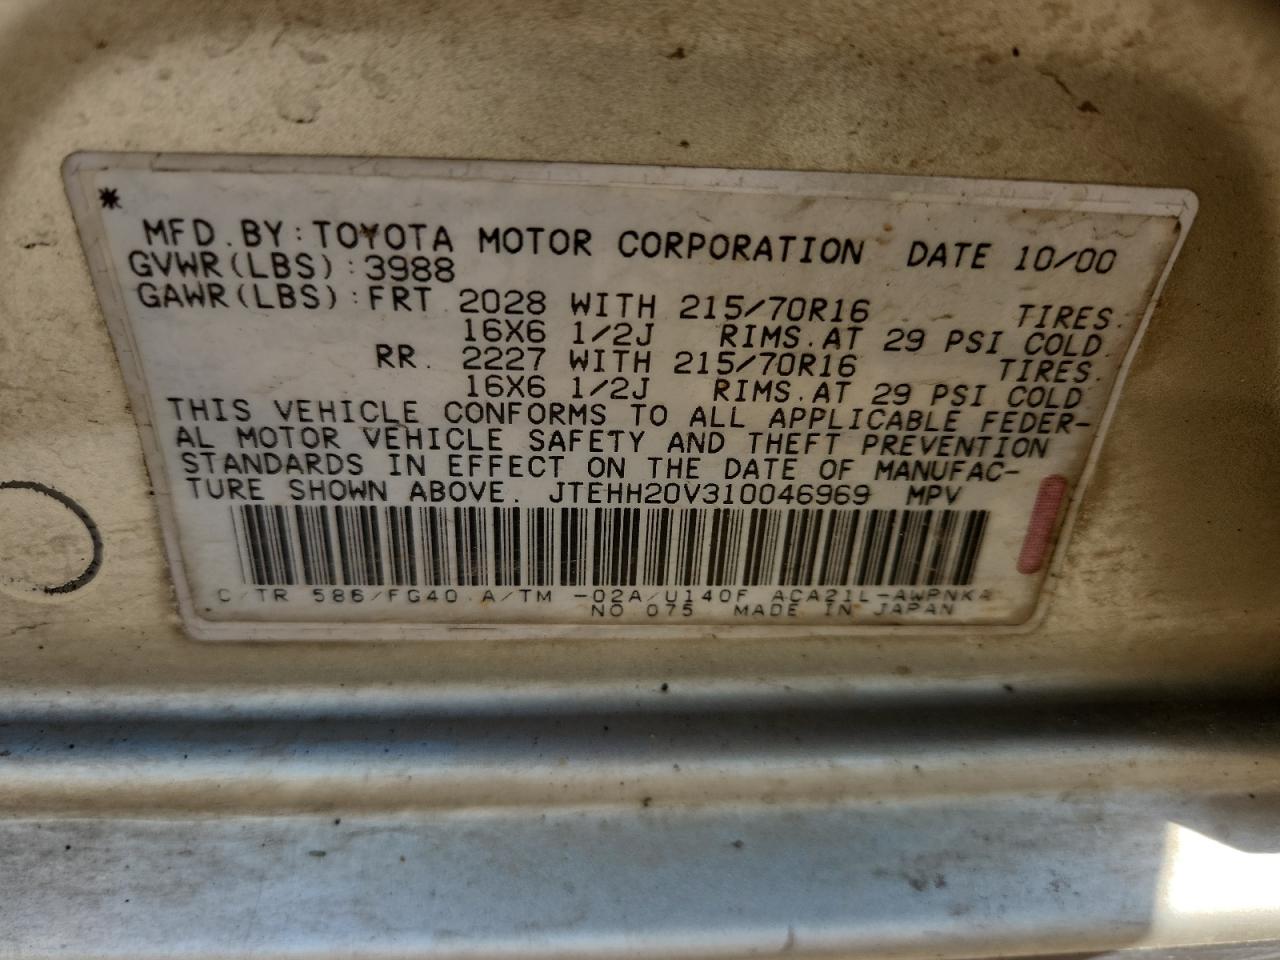 MFD. BY: TOYOTA MOTOR CORPORATION DATE 10/00
GVWR(LBS): 3988
GAWR(LBS): FRT 2028 WITH 215/70R16 TIRES.
16X6 1/2J RIMS. AT 29 PSI COLD.
RR. 2227 WITH 215/70R16 TIRES.
16X6 1/2J RIMS. AT 29 PSI COLD
THIS VEHICLE CONFORMS TO ALL APPLICABLE FEDER-
AL MOTOR VEHICLE SAFETY AND THEFT PREVENTION
STANDARDS IN EFFECT ON THE DATE OF MANUFAC-
TURE SHOWN ABOVE. JTEHH20V310046969 MPV
C/TR 586/FG40 A/TM -02A/U140F ACA21L-AWPNKA
NO 075 MADE IN JAPAN